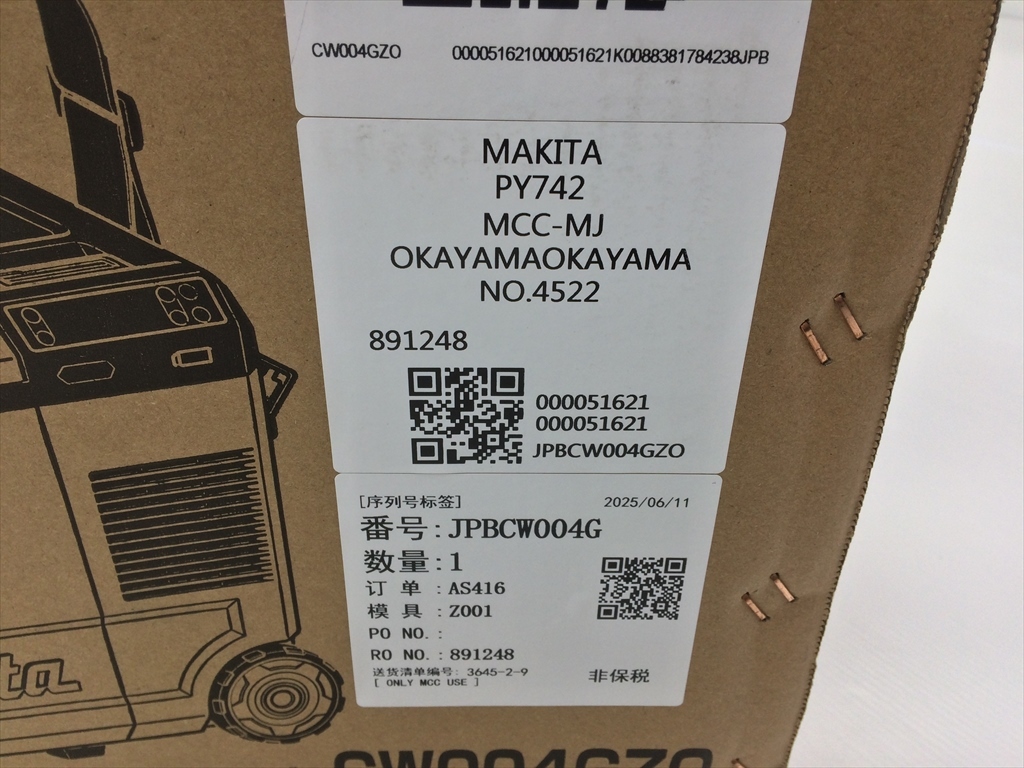 CW004GZO 000051621000051621K0088381784238JPB
MAKITA
PY742
MCC-MJ
OKAYAMAOKAYAMA
NO.4522
891248
000051621
000051621
JPBCW004GZO
[序列号标签] 2025/06/11
番号:JPBCW004G
数量:1
订 单 :AS416
模 具 :Z001
PO NO.:
RO NO.:891248
送货清单编号: 3645-2-9
[ ONLY MCC USE ] 非保税
ta
CW004GZO